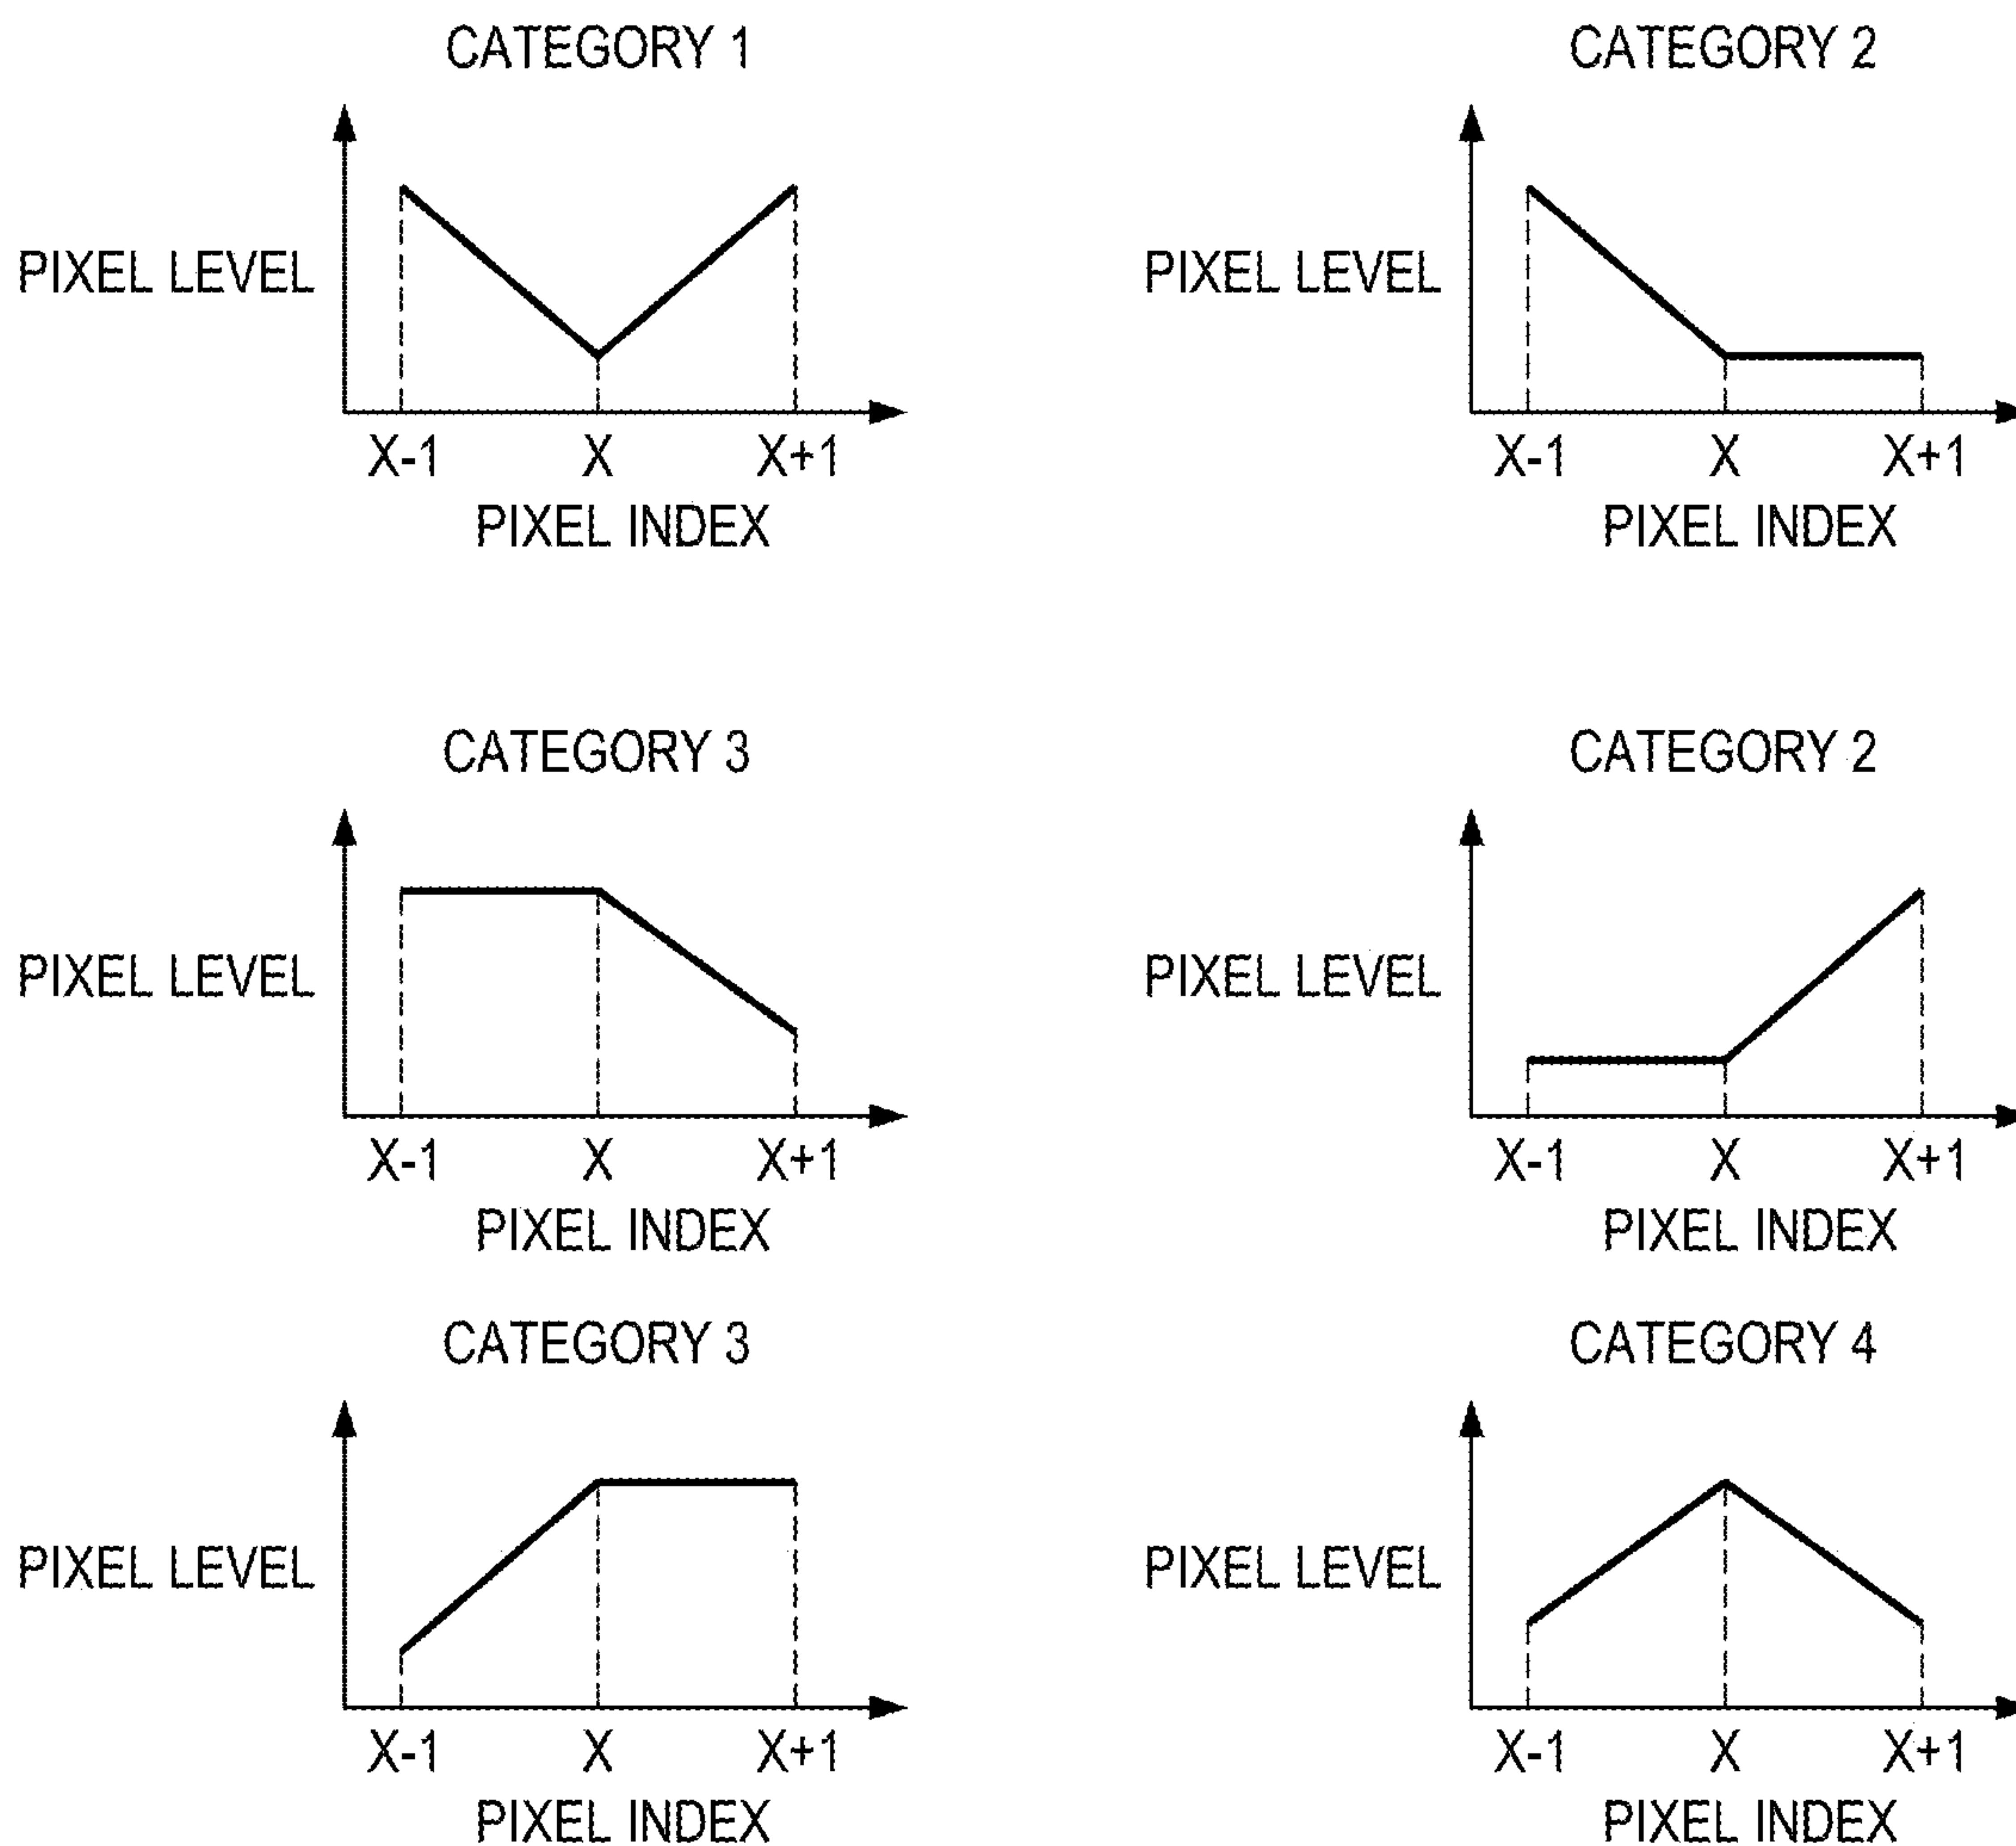 CATEGORY 1
PIXEL LEVEL
X-1 X X+1
PIXEL INDEX
CATEGORY 2
PIXEL LEVEL
X-1 X X+1
PIXEL INDEX
CATEGORY 3
PIXEL LEVEL
X-1 X X+1
PIXEL INDEX
CATEGORY 2
PIXEL LEVEL
X-1 X X+1
PIXEL INDEX
CATEGORY 3
PIXEL LEVEL
X-1 X X+1
PIXEL INDEX
CATEGORY 4
PIXEL LEVEL
X-1 X X+1
PIXEL INDEX